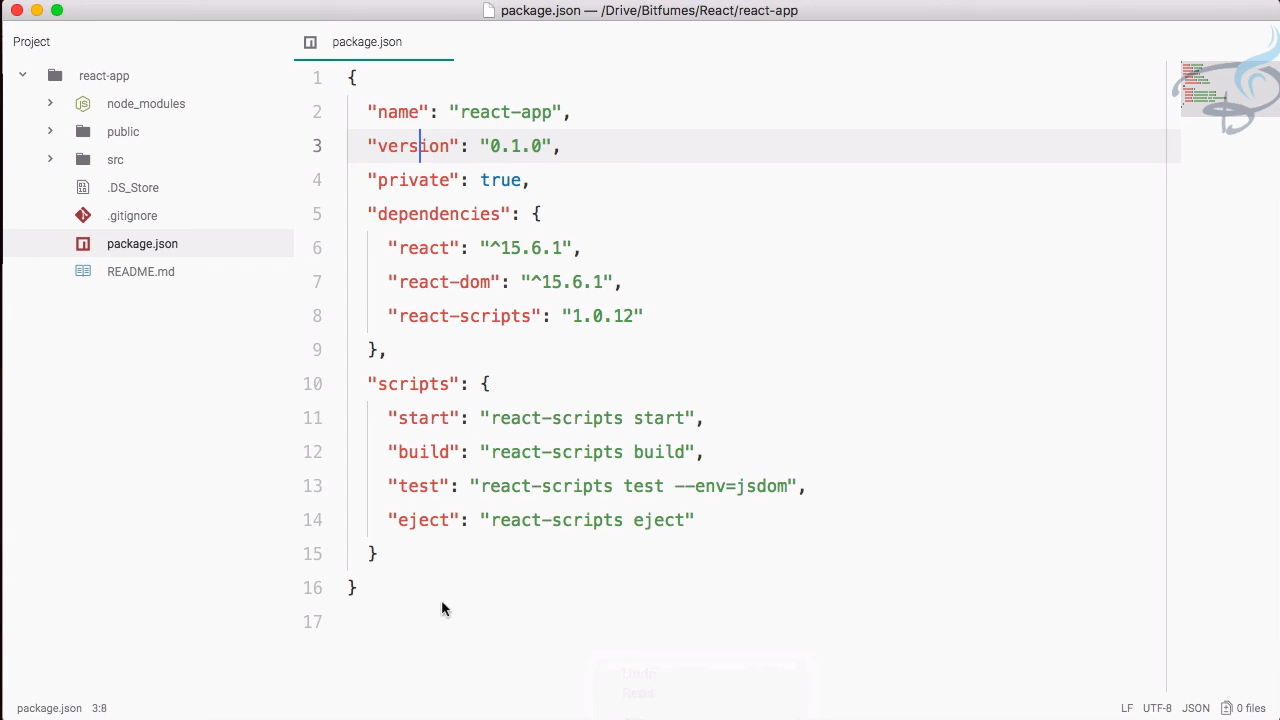 package.json — /Drive/Bitfumes/React/react-app
Project
react-app
node_modules
public
src
.DS_Store
.gitignore
package.json
README.md
package.json
1 {
2 "name": "react-app",
3 "version": "0.1.0",
4 "private": true,
5 "dependencies": {
6 "react": "^15.6.1",
7 "react-dom": "^15.6.1",
8 "react-scripts": "1.0.12"
9 },
10 "scripts": {
11 "start": "react-scripts start",
12 "build": "react-scripts build",
13 "test": "react-scripts test --env=jsdom",
14 "eject": "react-scripts eject"
15 }
16 }
17
Undo
package.json 3:8
LF UTF-8 JSON 0 files